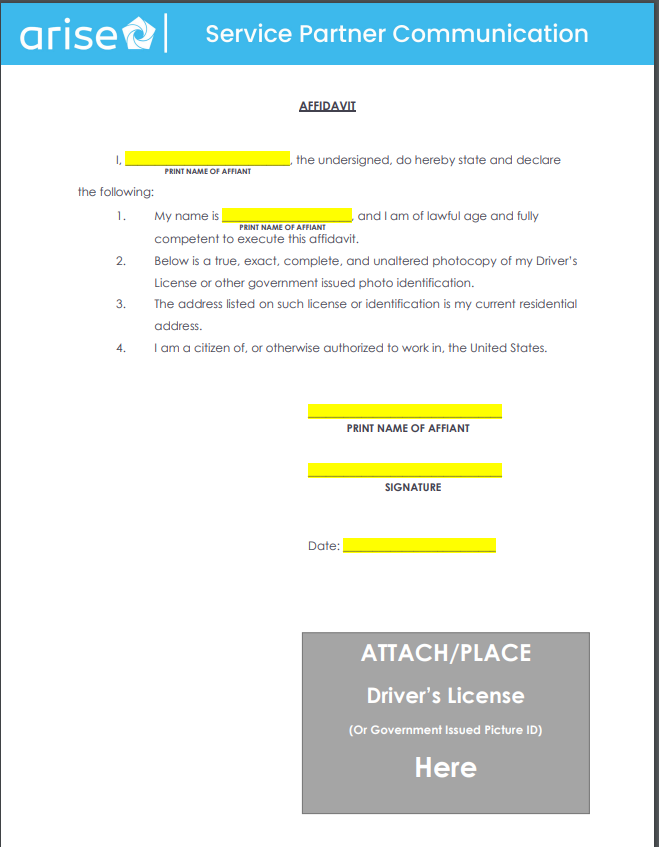 arise | Service Partner Communication
AFFIDAVIT
I, ____________________, the undersigned, do hereby state and declare
PRINT NAME OF AFFIANT
the following:
1. My name is ________________, and I am of lawful age and fully
PRINT NAME OF AFFIANT
competent to execute this affidavit.
2. Below is a true, exact, complete, and unaltered photocopy of my Driver’s
License or other government issued photo identification.
3. The address listed on such license or identification is my current residential
address.
4. I am a citizen of, or otherwise authorized to work in, the United States.
________________________
PRINT NAME OF AFFIANT
________________________
SIGNATURE
Date: ___________________
ATTACH/PLACE
Driver’s License
(Or Government Issued Picture ID)
Here